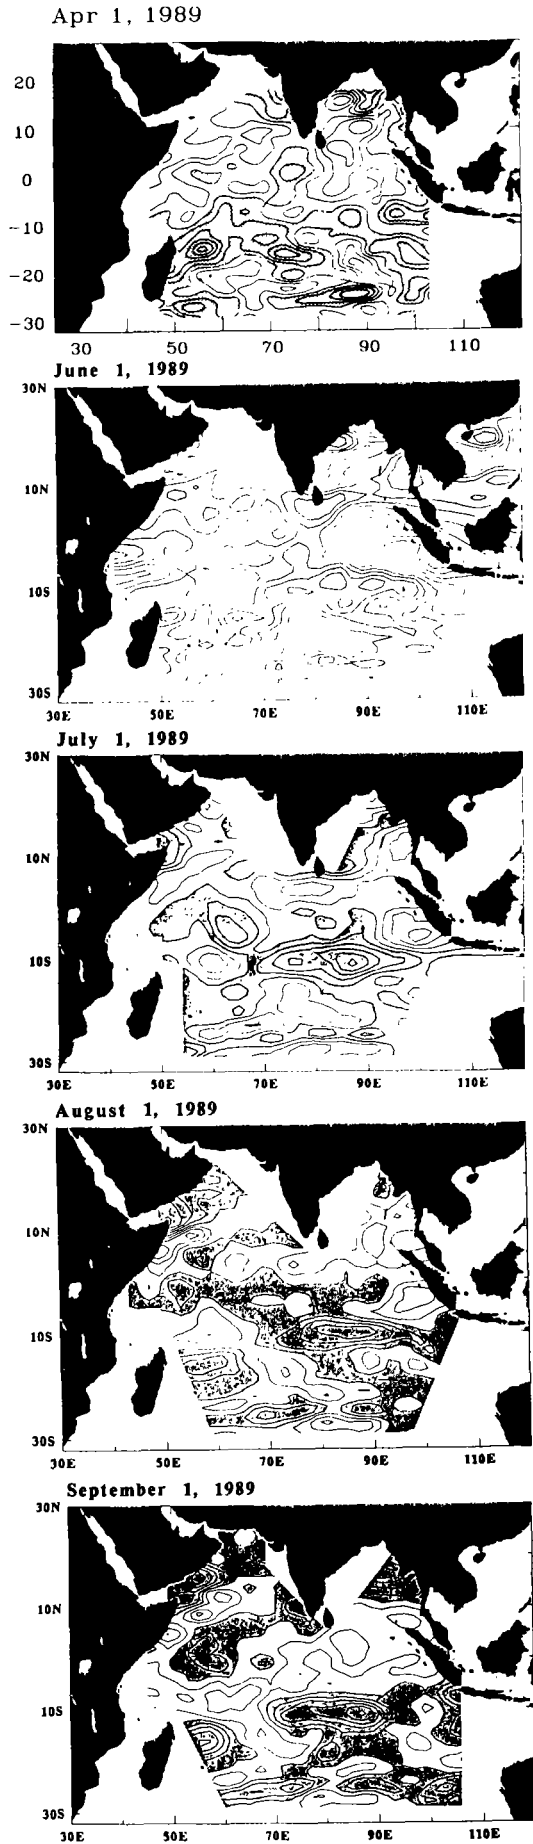 Apr 1, 1989
20
10
0
-10
-20
-30
30 50 70 90 110
June 1, 1989
30N
10N
10S
30S
30E 50E 70E 90E 110E
July 1, 1989
30N
10N
10S
30S
30E 50E 70E 90E 110E
August 1, 1989
30N
10N
10S
30S
30E 50E 70E 90E 110E
September 1, 1989
30N
10N
10S
30S
30E 50E 70E 90E 110E